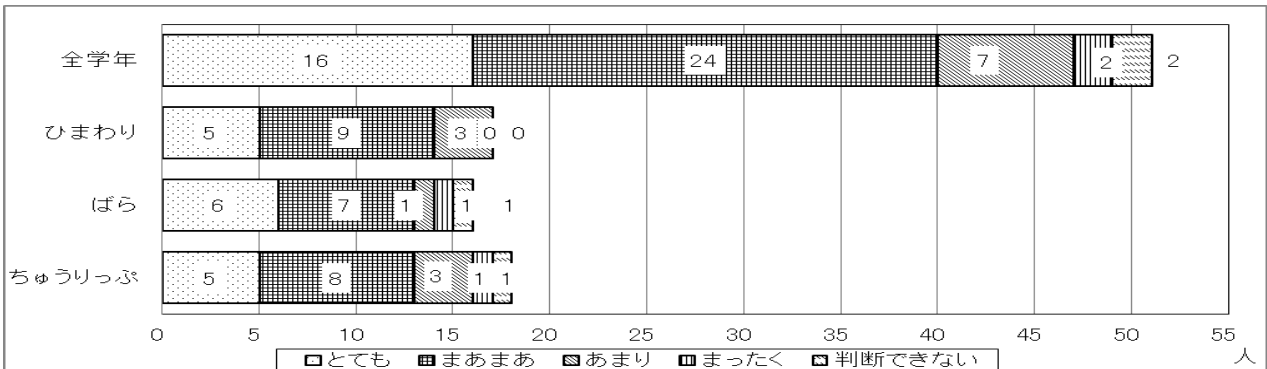 全学年 16 24 7 2 2
ひまわり 5 9 3 0 0
ばら 6 7 1 1 1
ちゅうりっぷ 5 8 3 1 1
0 5 10 15 20 25 30 35 40 45 50 55
人
とても まあまあ あまり まったく 判断できない